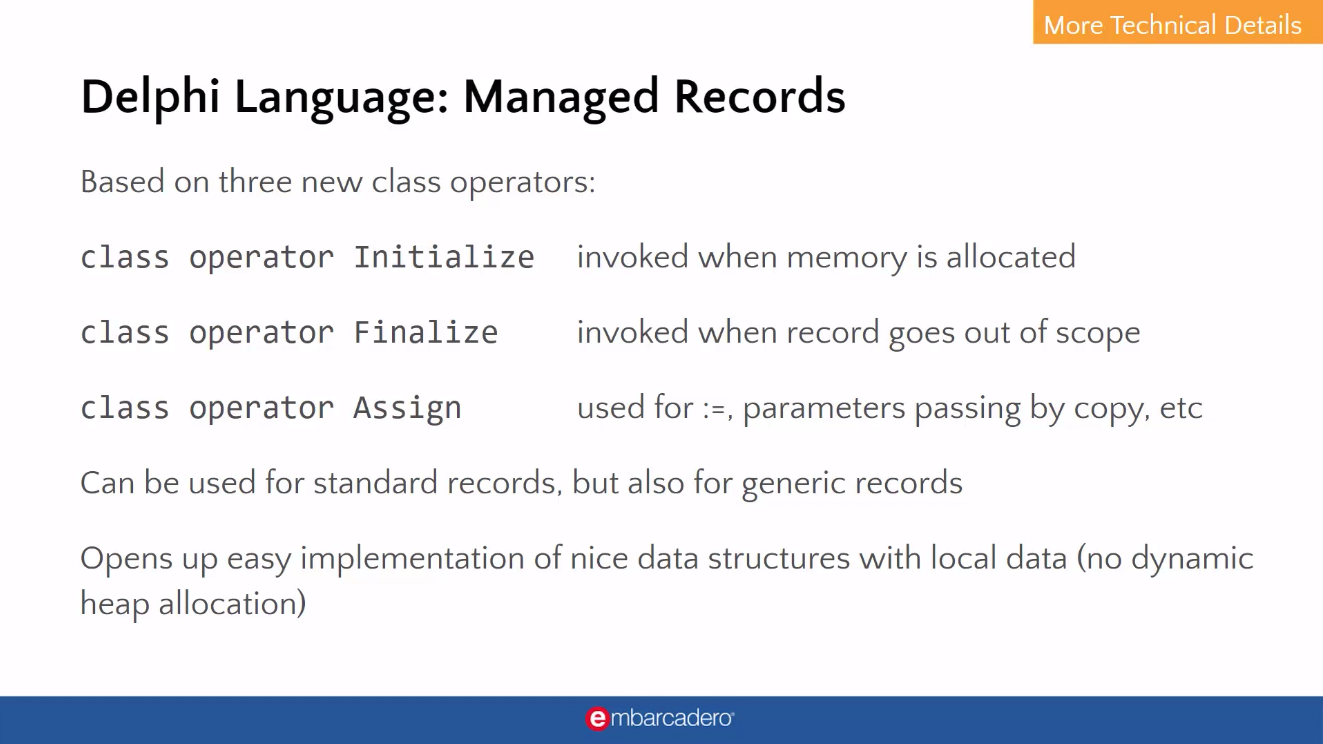 More Technical Details
Delphi Language: Managed Records
Based on three new class operators:
class operator Initialize invoked when memory is allocated
class operator Finalize invoked when record goes out of scope
class operator Assign used for :=, parameters passing by copy, etc
Can be used for standard records, but also for generic records
Opens up easy implementation of nice data structures with local data (no dynamic
heap allocation)
embarcadero